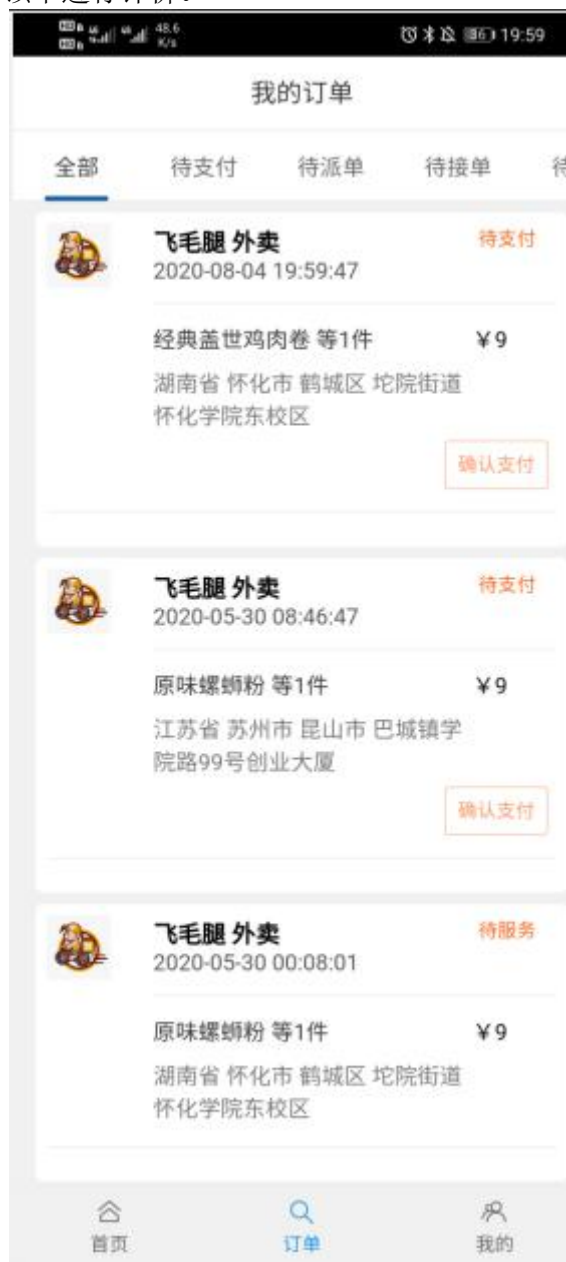 48.6
K/s
36
19:59
我的订单
全部 待支付 待派单 待接单
飞毛腿 外卖 待支付
2020-08-04 19:59:47
经典盖世鸡肉卷 等1件 ¥9
湖南省 怀化市 鹤城区 坨院街道
怀化学院东校区
确认支付
飞毛腿 外卖 待支付
2020-05-30 08:46:47
原味螺蛳粉 等1件 ¥9
江苏省 苏州市 昆山市 巴城镇学
院路99号创业大厦
确认支付
飞毛腿 外卖 待服务
2020-05-30 00:08:01
原味螺蛳粉 等1件 ¥9
湖南省 怀化市 鹤城区 坨院街道
怀化学院东校区
首页 订单 我的